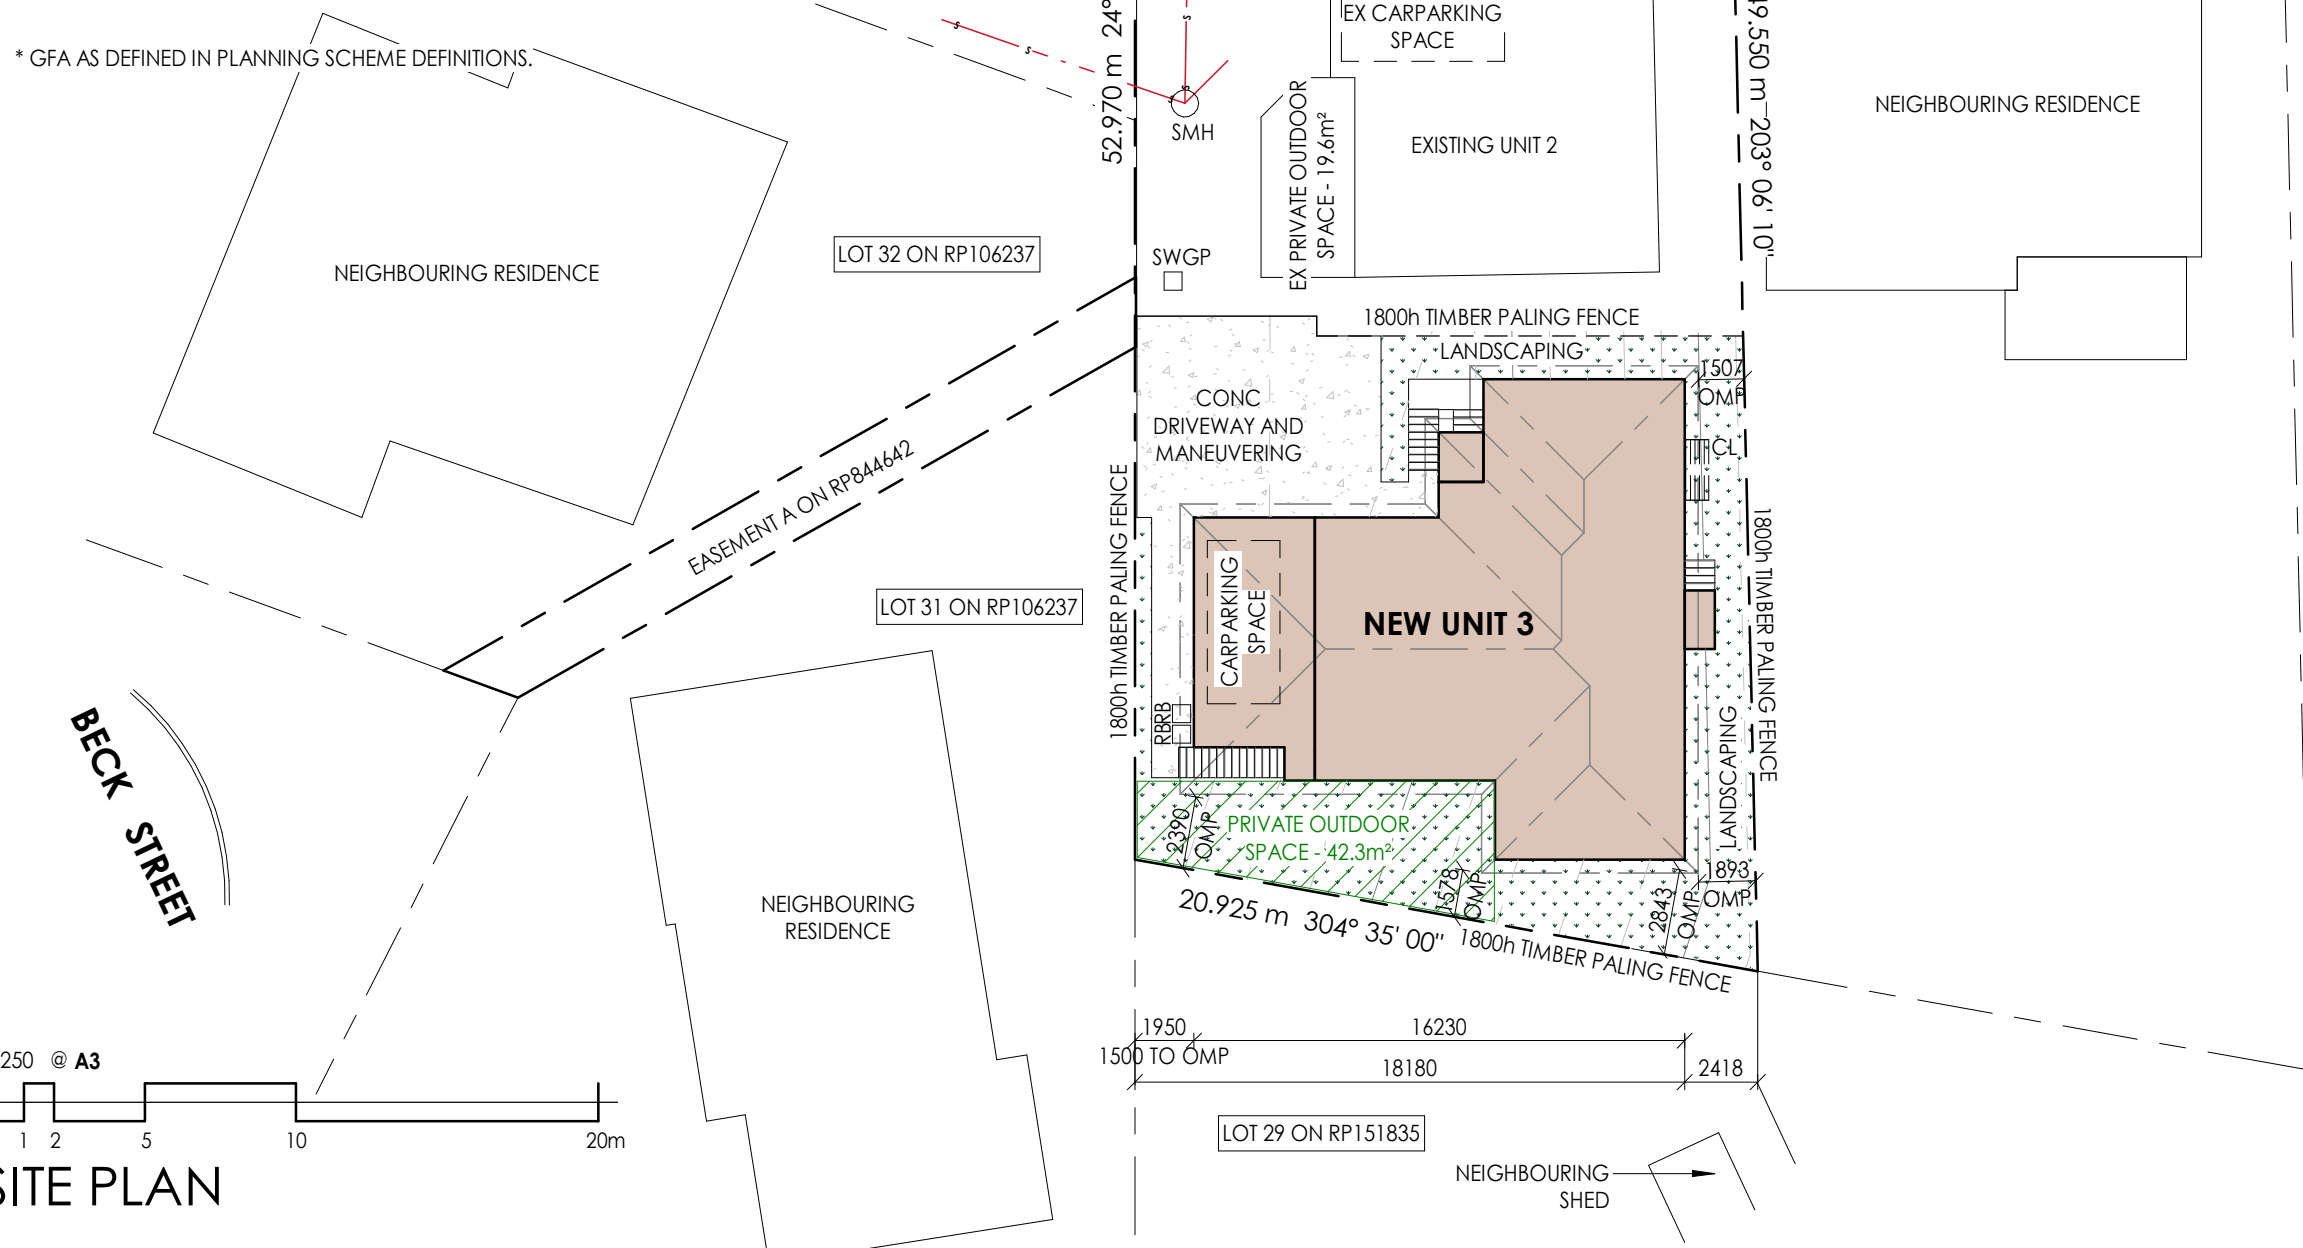 * GFA AS DEFINED IN PLANNING SCHEME DEFINITIONS.
NEIGHBOURING RESIDENCE
LOT 32 ON RP106237
52.970 m 24°
s
s
s
s
s
SMH
SWGP
EX CARPARKING
SPACE
EX PRIVATE OUTDOOR
SPACE - 19.6m²
EXISTING UNIT 2
49.550 m 203° 06' 10"
NEIGHBOURING RESIDENCE
1800h TIMBER PALING FENCE
LANDSCAPING
1507
OMP
CL
CONC
DRIVEWAY AND
MANEUVERING
EASEMENT A ON RP844642
LOT 31 ON RP106237
1800h TIMBER PALING FENCE
CARPARKING
SPACE
NEW UNIT 3
1800h TIMBER PALING FENCE
RB
RB
LANDSCAPING
PRIVATE OUTDOOR
SPACE - 42.3m²
2390
OMP
1578
OMP
2843
OMP
1893
OMP
20.925 m 304° 35' 00"
1800h TIMBER PALING FENCE
BECK STREET
NEIGHBOURING
RESIDENCE
1950
16230
1500 TO OMP
18180
2418
LOT 29 ON RP151835
NEIGHBOURING
SHED
250 @ A3
1 2 5 10 20m
SITE PLAN